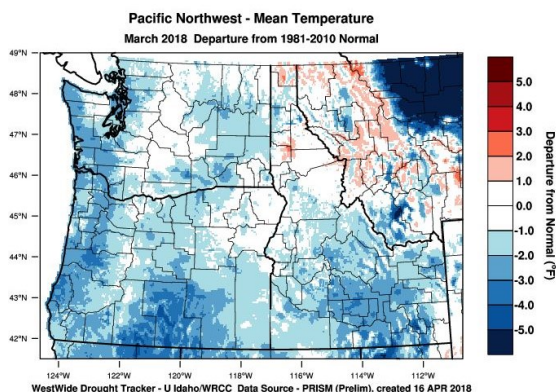 Pacific Northwest - Mean Temperature
March 2018 Departure from 1981-2010 Normal
49°N
48°N
47°N
46°N
45°N
44°N
43°N
42°N
124°W
122°W
120°W
118°W
116°W
114°W
112°W
5.0
4.0
3.0
2.0
1.0
0.0
-1.0
-2.0
-3.0
-4.0
-5.0
Departure from Normal (°F)
WestWide Drought Tracker - U Idaho/WRCC Data Source - PRISM (Prelim), created 16 APR 2018